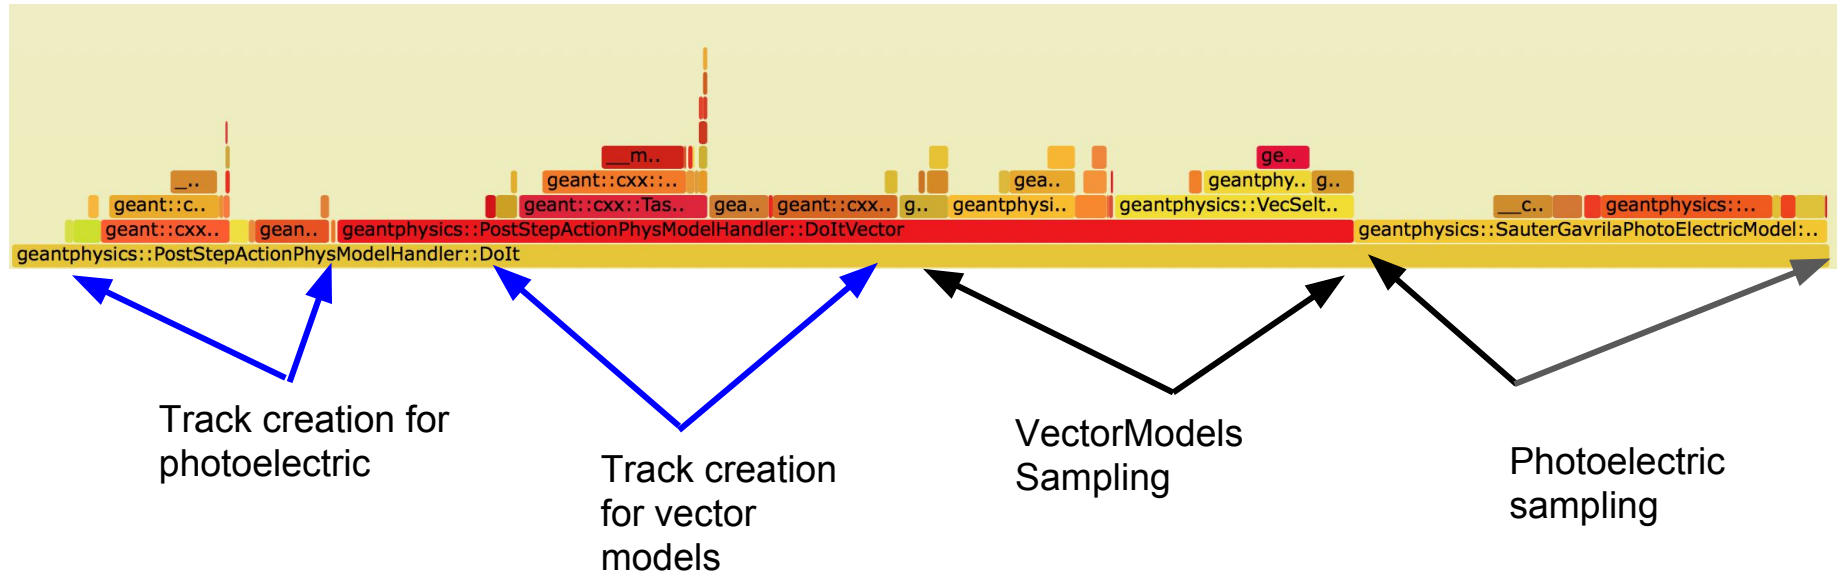 __m..
ge..
_..
geant::cxx::..
gea..
geantphy..
g..
geant::c..
geant::cxx::Tas..
gea..
geant::cxx..
g..
geantphysi..
geantphysics::VecSelt..
__c..
geantphysics::..
geant::cxx..
gean..
geantphysics::PostStepActionPhysModelHandler::DoItVector
geantphysics::SauterGavrilaPhotoElectricModel:..
geantphysics::PostStepActionPhysModelHandler::DoIt
Track creation for
photoelectric
Track creation
for vector
models
VectorModels
Sampling
Photoelectric
sampling